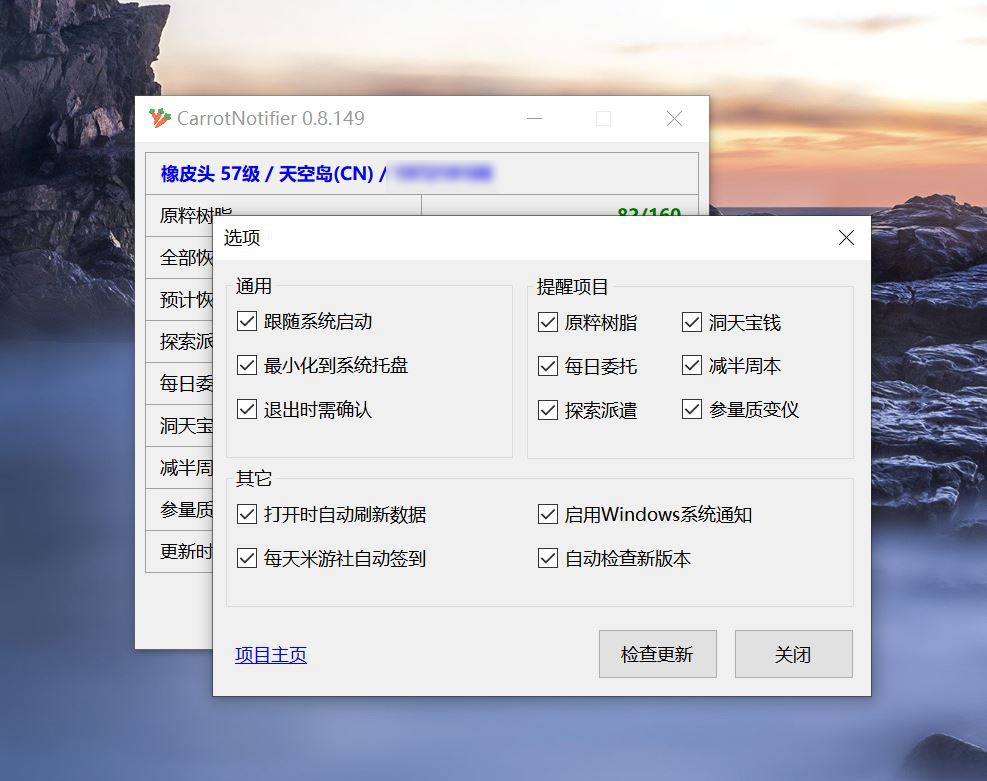 CarrotNotifier 0.8.149
橡皮头 57级 / 天空岛(CN) /
原粹树脂 82/160
选项
全部恢
预计恢
探索派
每日委
洞天宝
减半周
参量质
更新时
通用
跟随系统启动
最小化到系统托盘
退出时需确认
提醒项目
原粹树脂 洞天宝钱
每日委托 减半周本
探索派遣 参量质变仪
其它
打开时自动刷新数据 启用Windows系统通知
每天米游社自动签到 自动检查新版本
项目主页 检查更新 关闭